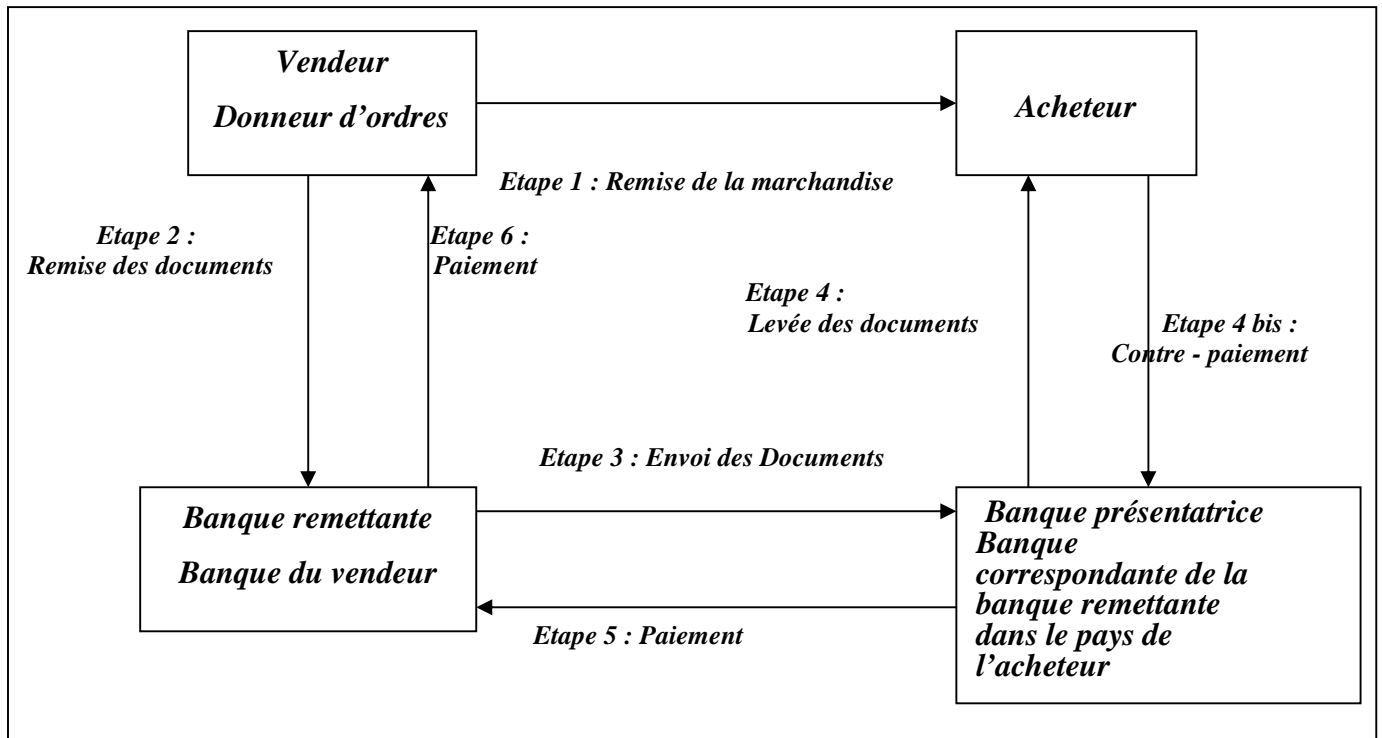 Vendeur
Donneur d'ordres
Acheteur
Etape 1 : Remise de la marchandise
Etape 2 :
Remise des documents
Etape 6 :
Paiement
Etape 4 :
Levée des documents
Etape 4 bis :
Contre - paiement
Etape 3 : Envoi des Documents
Banque remettante
Banque du vendeur
Banque présentatrice
Banque
correspondante de la
banque remettante
dans le pays de
l'acheteur
Etape 5 : Paiement